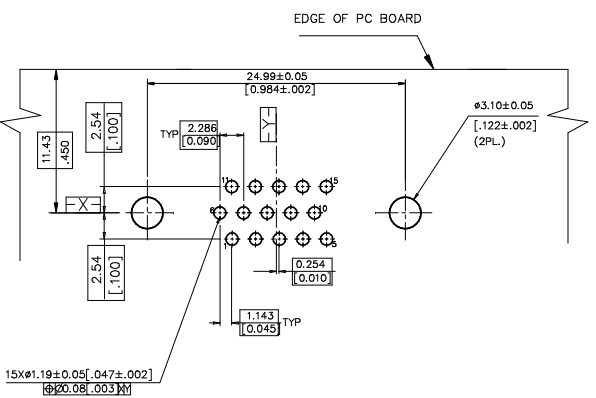 EDGE OF PC BOARD
24.99±0.05
[0.984±.002]
ø3.10±0.05
[.122±.002]
(2PL.)
2.54
[.100]
11.43
.450
TYP
2.286
[0.090]
-Y-
-X-
11
15
6
10
1
5
2.54
[.100]
0.254
[0.010]
1.143
[0.045]
TYP
15Xø1.19±0.05[.047±.002]
⌖ø0.08[.003]XY